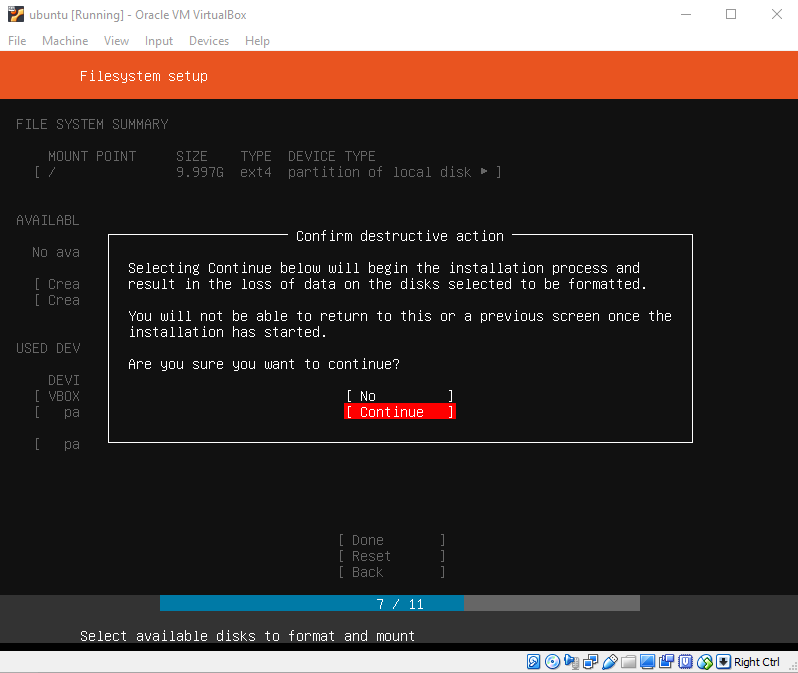 ubuntu [Running] - Oracle VM VirtualBox
File Machine View Input Devices Help
Filesystem setup
FILE SYSTEM SUMMARY
MOUNT POINT SIZE TYPE DEVICE TYPE
[ / 9.997G ext4 partition of local disk ▸ ]
AVAILABL
No ava
[ Crea
[ Crea
USED DEV
DEVI
[ VBOX
[ pa
[ pa
Confirm destructive action
Selecting Continue below will begin the installation process and
result in the loss of data on the disks selected to be formatted.
You will not be able to return to this or a previous screen once the
installation has started.
Are you sure you want to continue?
[ No ]
[ Continue ]
[ Done ]
[ Reset ]
[ Back ]
7 / 11
Select available disks to format and mount
Right Ctrl